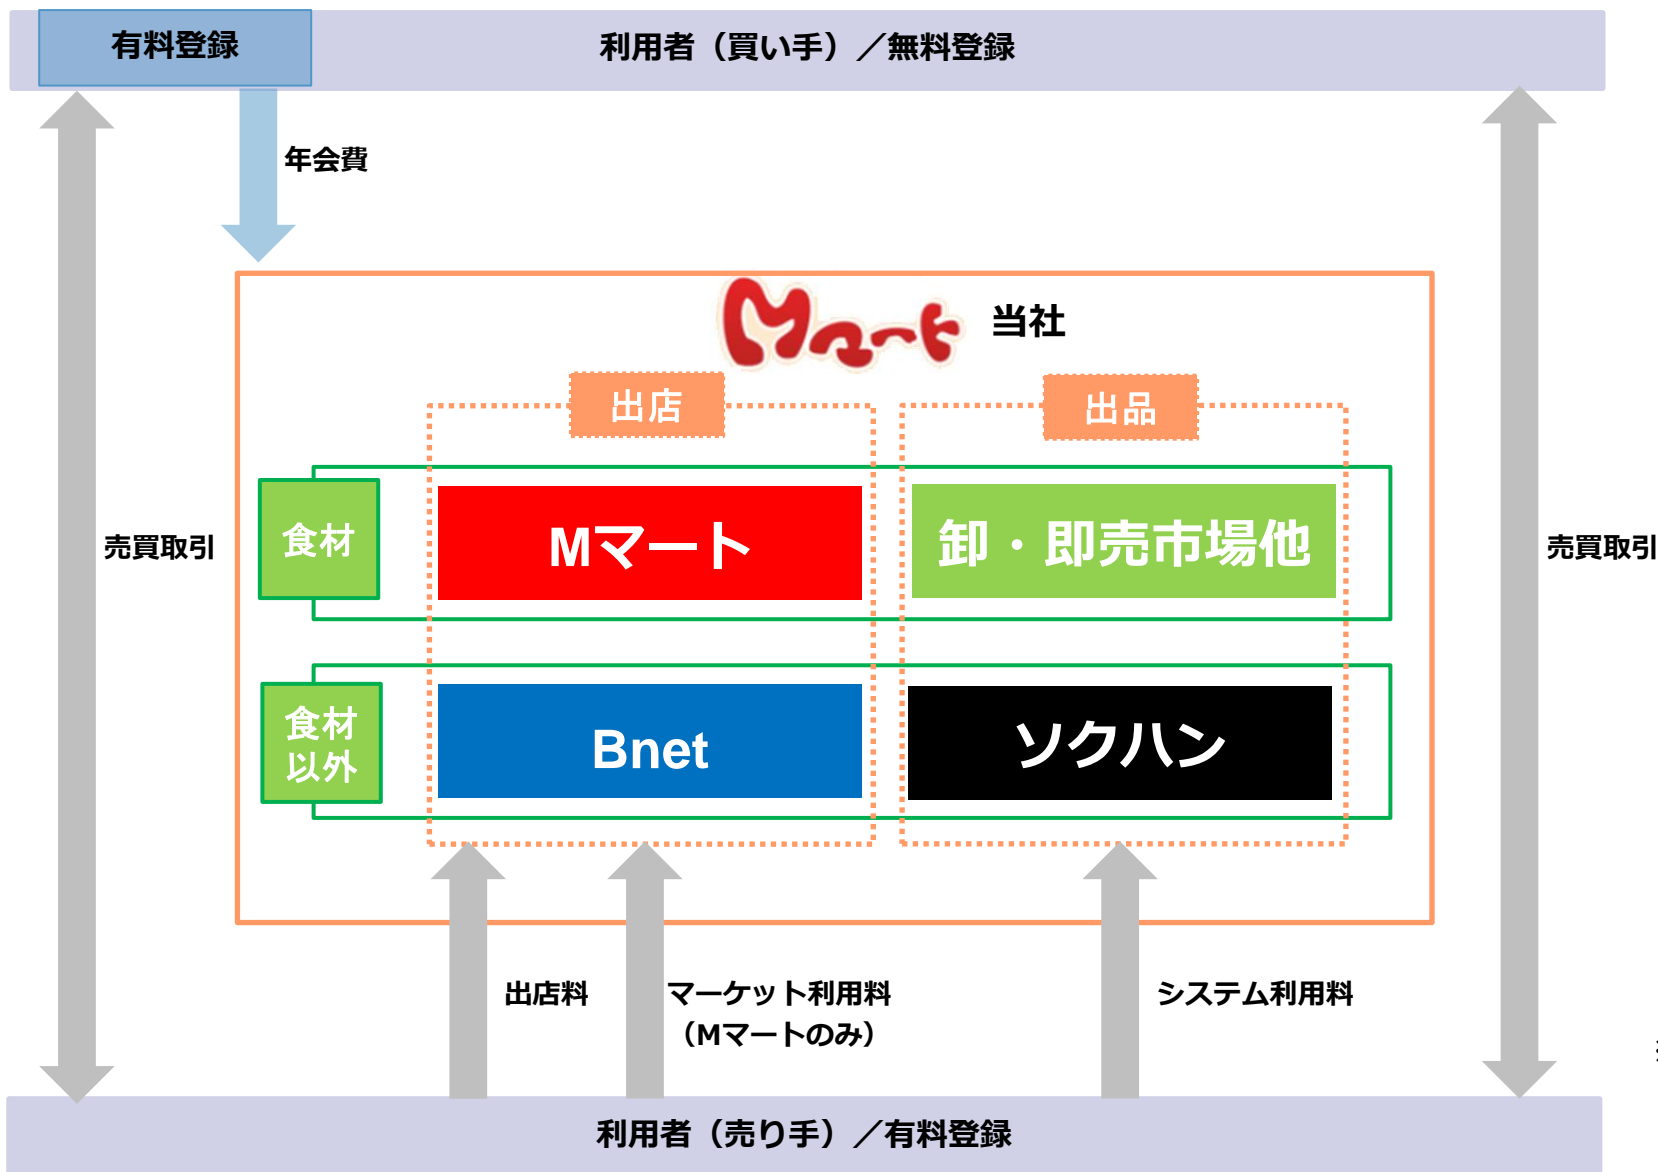 有料登録
利用者（買い手）／無料登録
年会費
Mマート 当社
出店
出品
食材
Mマート
卸・即売市場他
売買取引
売買取引
食材
以外
Bnet
ソクハン
出店料
マーケット利用料
（Mマートのみ）
システム利用料
利用者（売り手）／有料登録